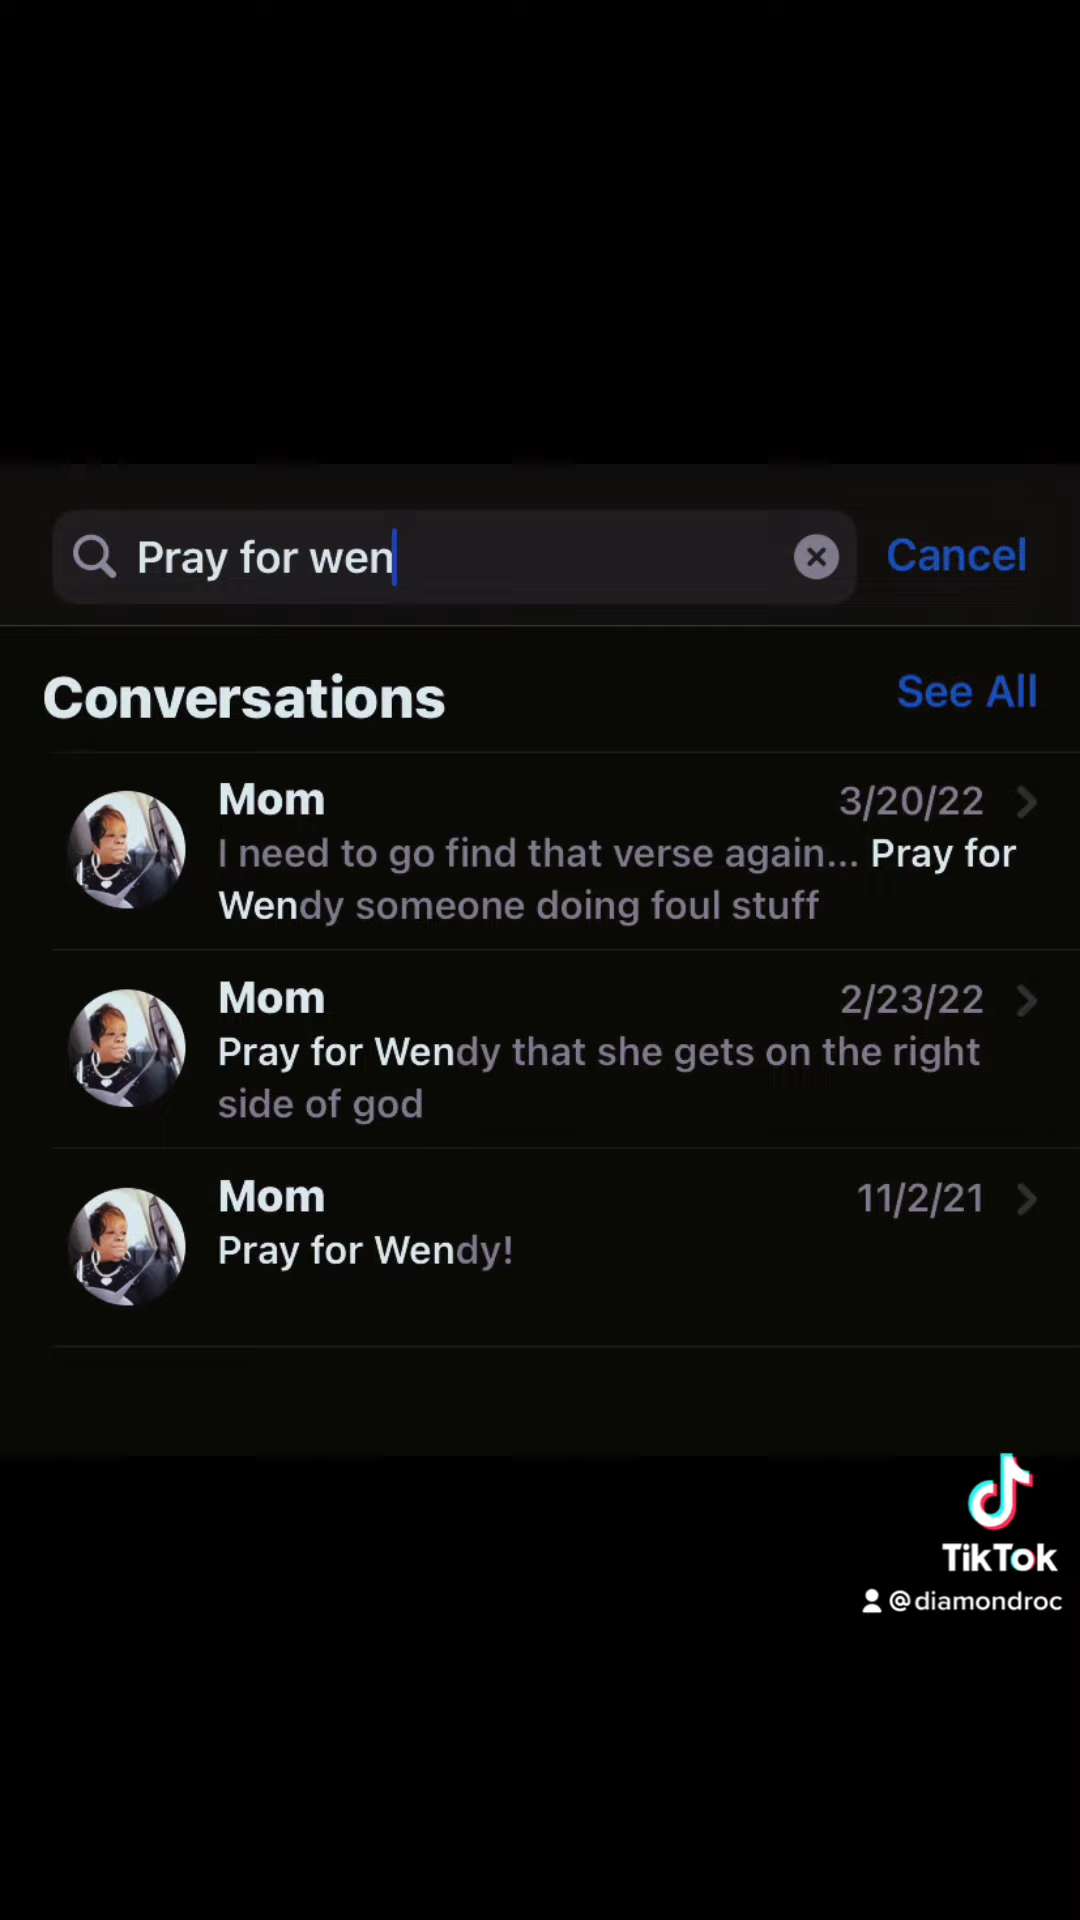 Pray for wen
Cancel
Conversations
See All
Mom
3/20/22
I need to go find that verse again... Pray for
Wendy someone doing foul stuff
Mom
2/23/22
Pray for Wendy that she gets on the right
side of god
Mom
11/2/21
Pray for Wendy!
TikTok
@diamondroc